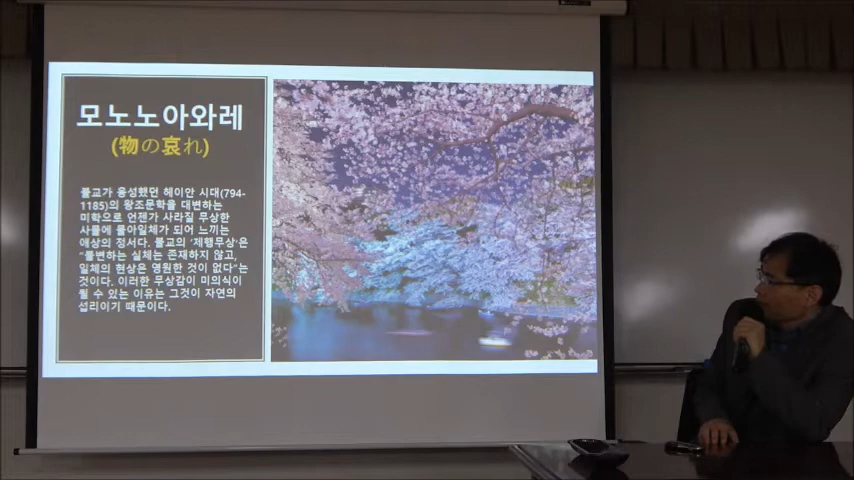 모노노아와레
(物の哀れ)
불교가 융성했던 헤이안 시대(794-
1185)의 왕조문학을 대변하는
미학으로 언젠가 사라질 무상한
사물에 물아일체가 되어 느끼는
애상의 정서다. 불교의 '제행무상'은
"불변하는 실체는 존재하지 않고,
일체의 현상은 영원한 것이 없다"는
것이다. 이러한 무상감이 미의식이
될 수 있는 이유는 그것이 자연의
섭리이기 때문이다.